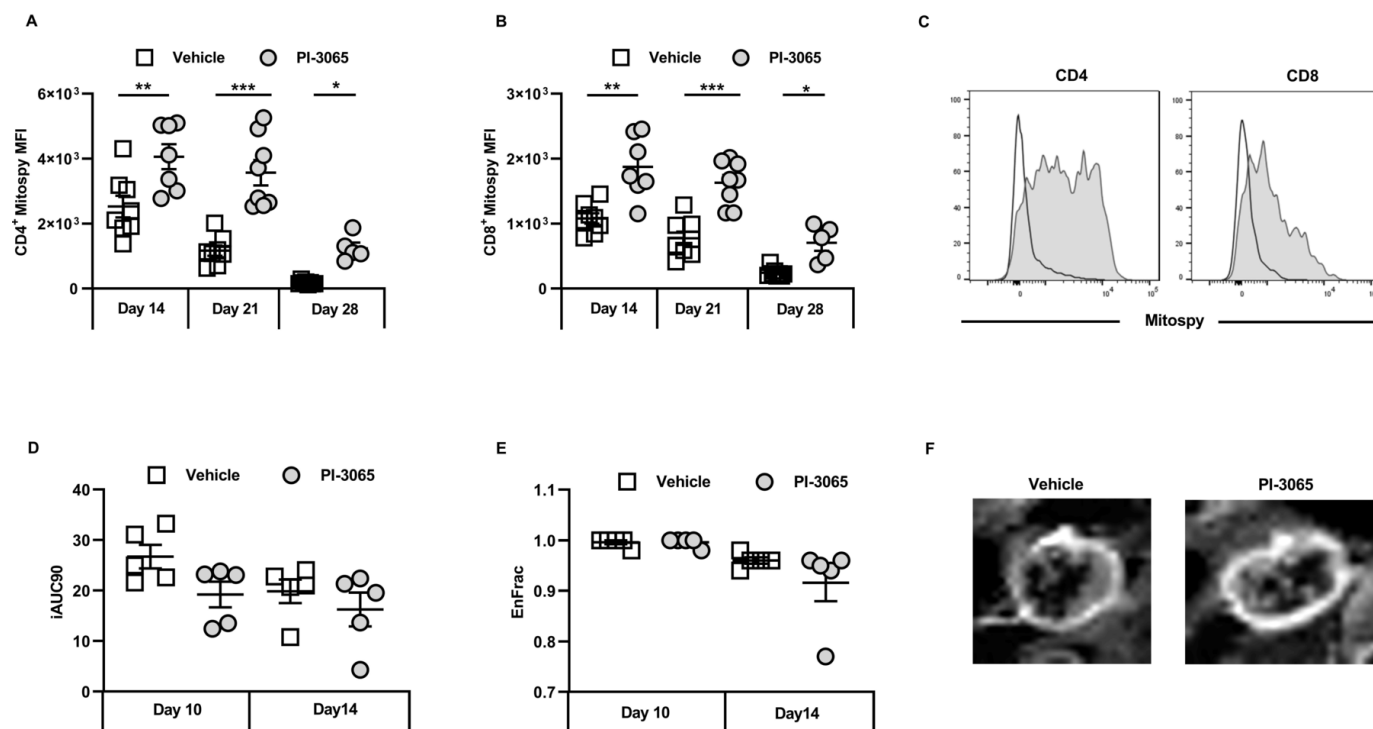 A
Vehicle PI-3065
CD4⁺ Mitospy MFI
6×10³
4×10³
2×10³
0
** *** *
Day 14 Day 21 Day 28
B
Vehicle PI-3065
CD8⁺ Mitospy MFI
3×10³
2×10³
1×10³
0
** *** *
Day 14 Day 21 Day 28
C
CD4 CD8
100
80
60
40
20
0
0 10⁴ 10⁵
100
80
60
40
20
0
0 10⁴
Mitospy
D
Vehicle PI-3065
iAUC90
40
30
20
10
0
Day 10 Day14
E
Vehicle PI-3065
EnFrac
1.1
1.0
0.9
0.8
0.7
Day 10 Day14
F
Vehicle PI-3065